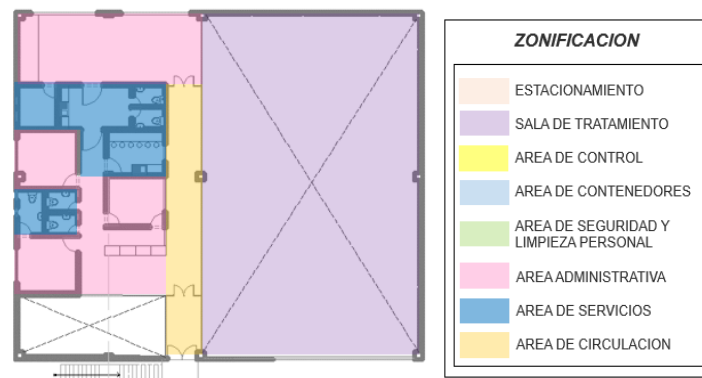 ZONIFICACION
ESTACIONAMIENTO
SALA DE TRATAMIENTO
AREA DE CONTROL
AREA DE CONTENEDORES
AREA DE SEGURIDAD Y
LIMPIEZA PERSONAL
AREA ADMINISTRATIVA
AREA DE SERVICIOS
AREA DE CIRCULACION